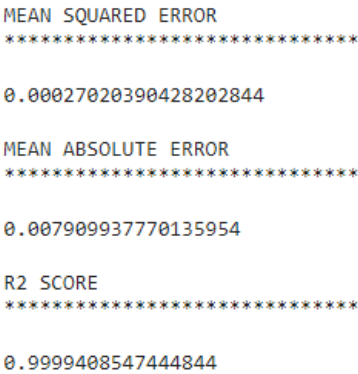 MEAN SQUARED ERROR
******************************
0.00027020390428202844
MEAN ABSOLUTE ERROR
******************************
0.007909937770135954
R2 SCORE
******************************
0.9999408547444844